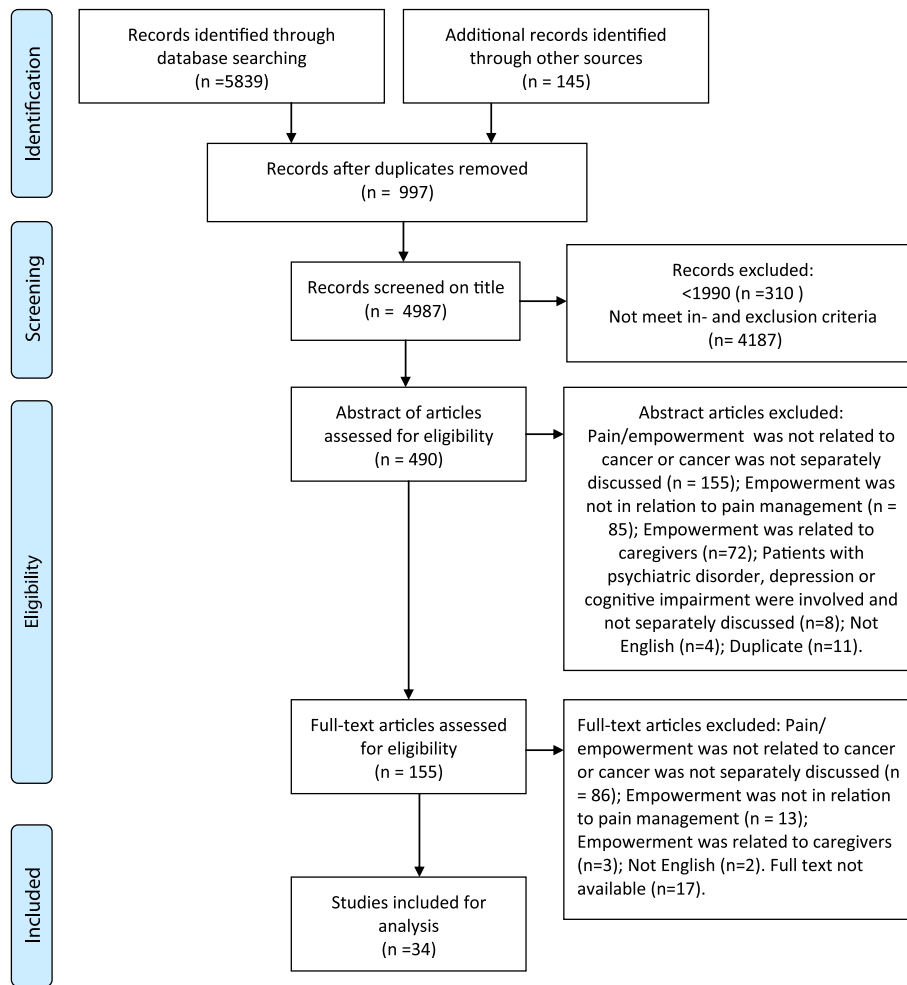 Identification
Records identified through
database searching
(n =5839)
Additional records identified
through other sources
(n = 145)
Records after duplicates removed
(n = 997)
Screening
Records screened on title
(n = 4987)
Records excluded:
<1990 (n =310 )
Not meet in- and exclusion criteria
(n= 4187)
Eligibility
Abstract of articles
assessed for eligibility
(n = 490)
Abstract articles excluded:
Pain/empowerment was not related to
cancer or cancer was not separately
discussed (n = 155); Empowerment was
not in relation to pain management (n =
85); Empowerment was related to
caregivers (n=72); Patients with
psychiatric disorder, depression or
cognitive impairment were involved and
not separately discussed (n=8); Not
English (n=4); Duplicate (n=11).
Full-text articles assessed
for eligibility
(n = 155)
Full-text articles excluded: Pain/
empowerment was not related to cancer
or cancer was not separately discussed (n
= 86); Empowerment was not in relation
to pain management (n = 13);
Empowerment was related to caregivers
(n=3); Not English (n=2). Full text not
available (n=17).
Included
Studies included for
analysis
(n =34)